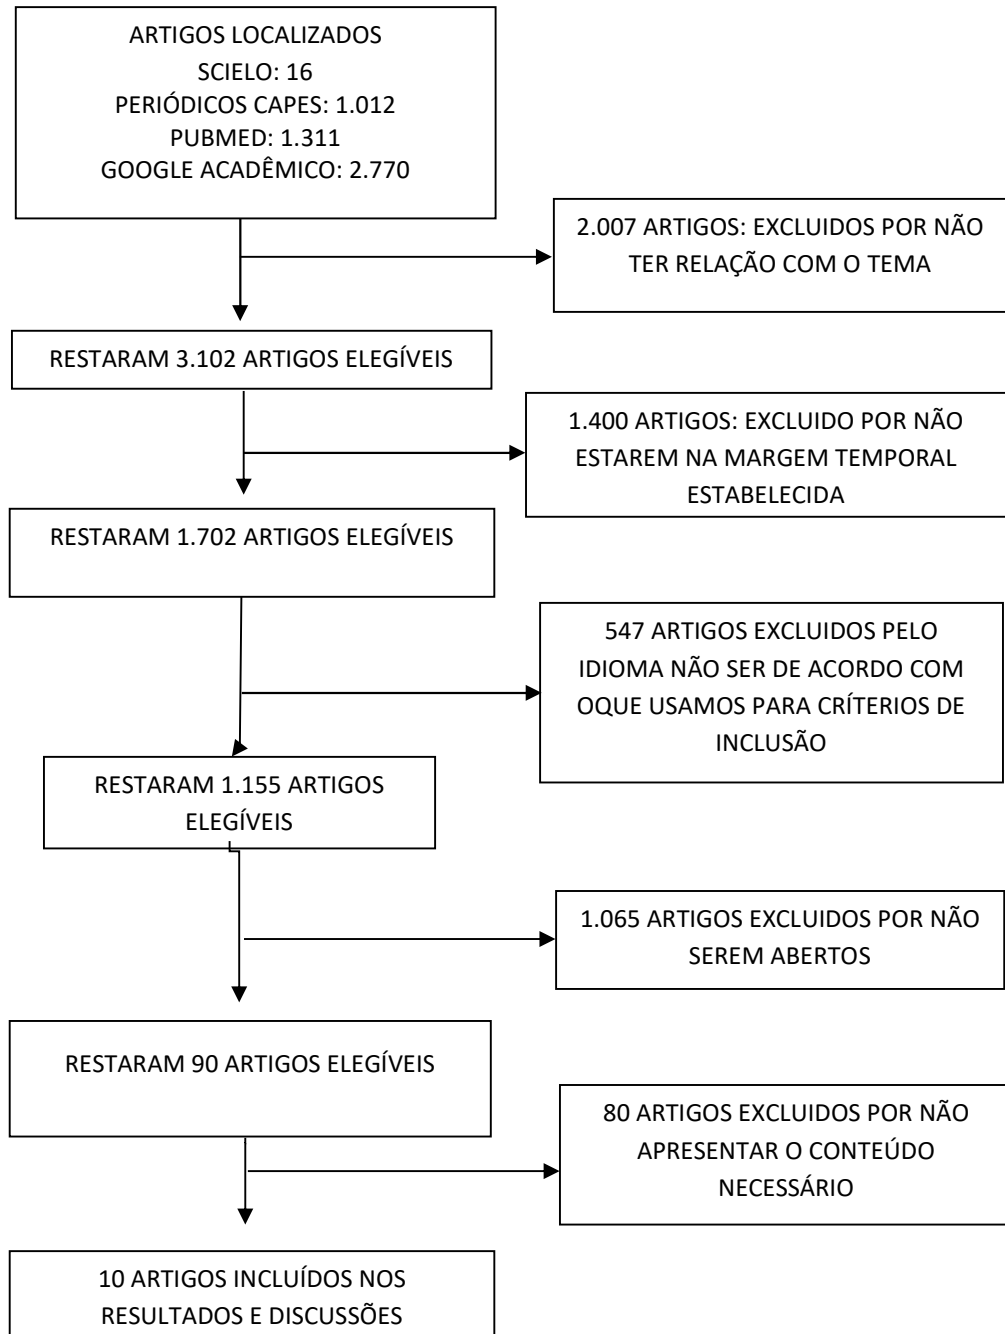 ARTIGOS LOCALIZADOS
SCIELO: 16
PERIÓDICOS CAPES: 1.012
PUBMED: 1.311
GOOGLE ACADÊMICO: 2.770
2.007 ARTIGOS: EXCLUIDOS POR NÃO
TER RELAÇÃO COM O TEMA
RESTARAM 3.102 ARTIGOS ELEGÍVEIS
1.400 ARTIGOS: EXCLUIDO POR NÃO
ESTAREM NA MARGEM TEMPORAL
ESTABELECIDA
RESTARAM 1.702 ARTIGOS ELEGÍVEIS
547 ARTIGOS EXCLUIDOS PELO
IDIOMA NÃO SER DE ACORDO COM
OQUE USAMOS PARA CRÍTERIOS DE
INCLUSÃO
RESTARAM 1.155 ARTIGOS
ELEGÍVEIS
1.065 ARTIGOS EXCLUIDOS POR NÃO
SEREM ABERTOS
RESTARAM 90 ARTIGOS ELEGÍVEIS
80 ARTIGOS EXCLUIDOS POR NÃO
APRESENTAR O CONTEÚDO
NECESSÁRIO
10 ARTIGOS INCLUÍDOS NOS
RESULTADOS E DISCUSSÕES